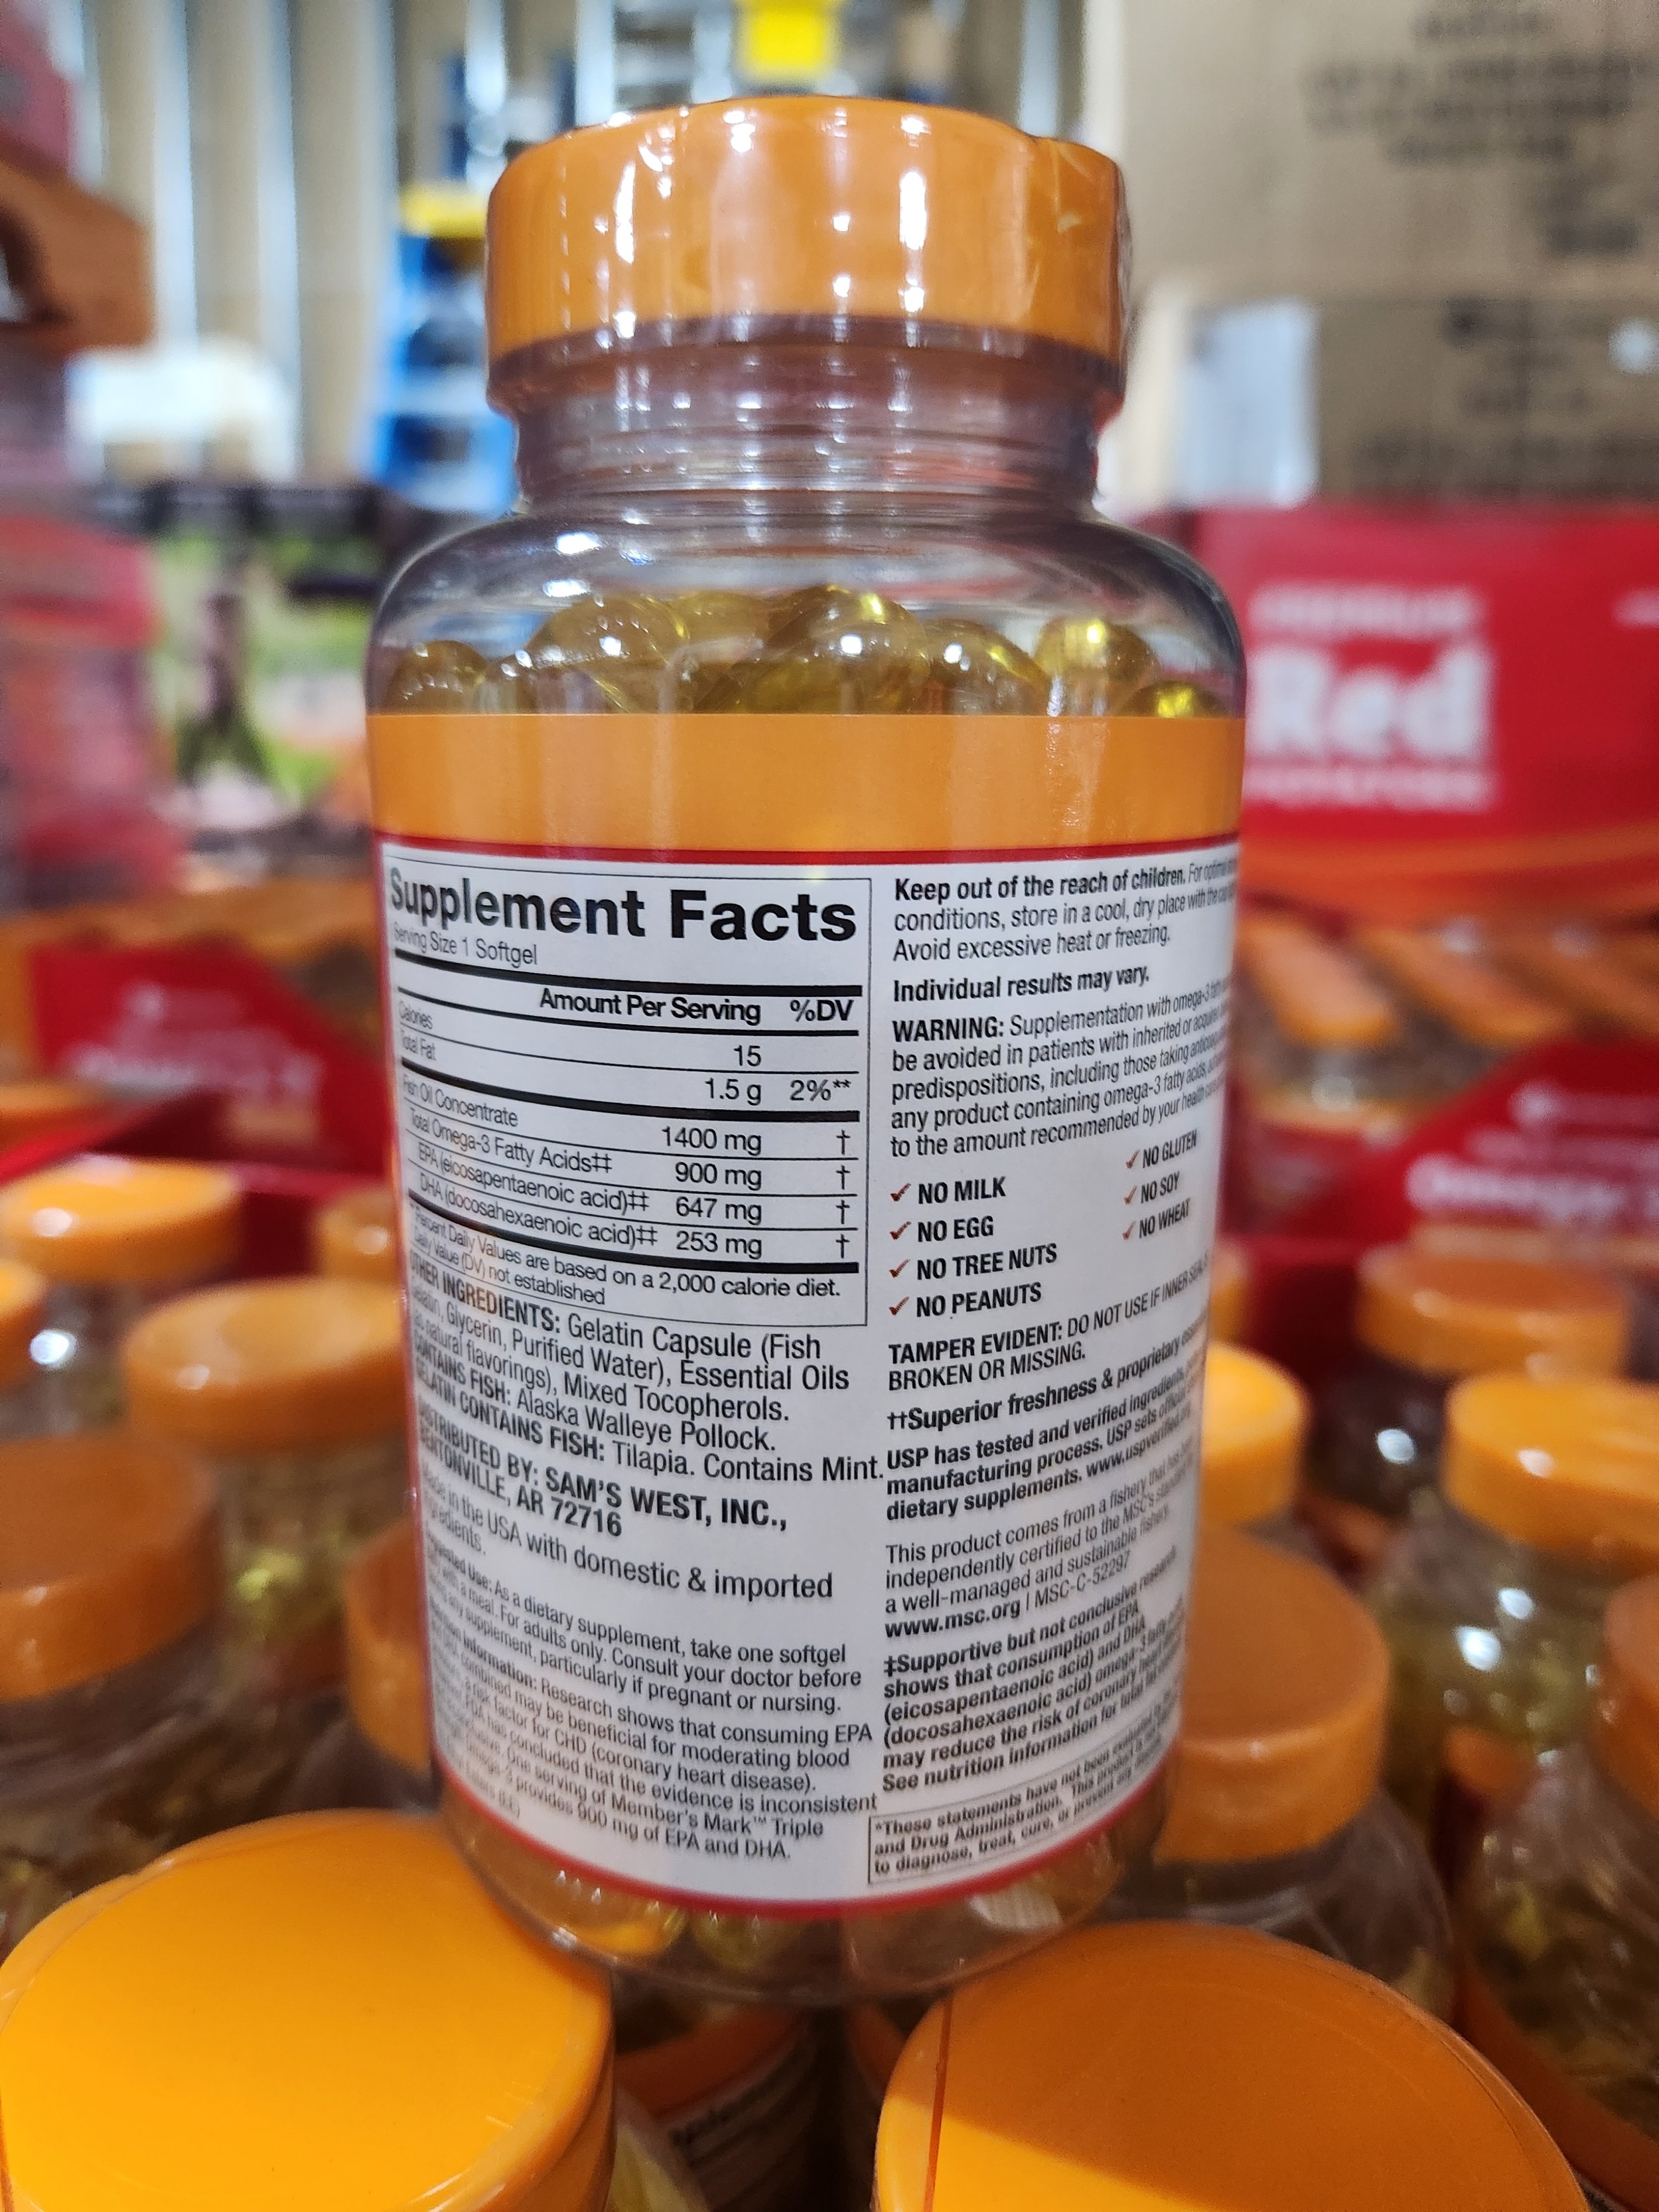 Supplement Facts
Serving Size 1 Softgel
Amount Per Serving %DV
Calories 15
Total Fat 1.5 g 2%**
Fish Oil Concentrate 1400 mg †
Total Omega-3 Fatty Acids‡‡ 900 mg †
EPA (eicosapentaenoic acid)‡‡ 647 mg †
DHA (docosahexaenoic acid)‡‡ 253 mg †
Percent Daily Values are based on a 2,000 calorie diet.
Daily Value (DV) not established
OTHER INGREDIENTS: Gelatin Capsule (Fish
Gelatin, Glycerin, Purified Water), Essential Oils
natural flavorings), Mixed Tocopherols.
CONTAINS FISH: Alaska Walleye Pollock.
GELATIN CONTAINS FISH: Tilapia. Contains Mint.
DISTRIBUTED BY: SAM'S WEST, INC.,
BENTONVILLE, AR 72716
Made in the USA with domestic & imported
ingredients.
Suggested Use: As a dietary supplement, take one softgel
with a meal. For adults only. Consult your doctor before
any supplement, particularly if pregnant or nursing.
Information: Research shows that consuming EPA
combined may be beneficial for moderating blood
a risk factor for CHD (coronary heart disease).
FDA has concluded that the evidence is inconsistent
One serving of Member's Mark™ Triple
provides 900 mg of EPA and DHA.
Keep out of the reach of children. For optimal
conditions, store in a cool, dry place with the
Avoid excessive heat or freezing.
Individual results may vary.
WARNING: Supplementation with omega-3
be avoided in patients with inherited or
predispositions, including those taking
any product containing omega-3 fatty acids,
to the amount recommended by your
✓ NO MILK ✓ NO GLUTEN
✓ NO EGG ✓ NO SOY
✓ NO TREE NUTS ✓ NO WHEAT
✓ NO PEANUTS
TAMPER EVIDENT: DO NOT USE IF INNER SEAL
BROKEN OR MISSING.
††Superior freshness & proprietary
USP has tested and verified ingredients,
manufacturing process. USP sets official
dietary supplements. www.uspverified.org
This product comes from a fishery that has been
independently certified to the MSC's
a well-managed and sustainable fishery.
www.msc.org | MSC-C-52297
‡Supportive but not conclusive research
shows that consumption of EPA
(eicosapentaenoic acid) and DHA
(docosahexaenoic acid) omega-3
may reduce the risk of coronary heart
See nutrition information for total
*These statements have not been evaluated
and Drug Administration. This product is
to diagnose, treat, cure, or prevent any
Red